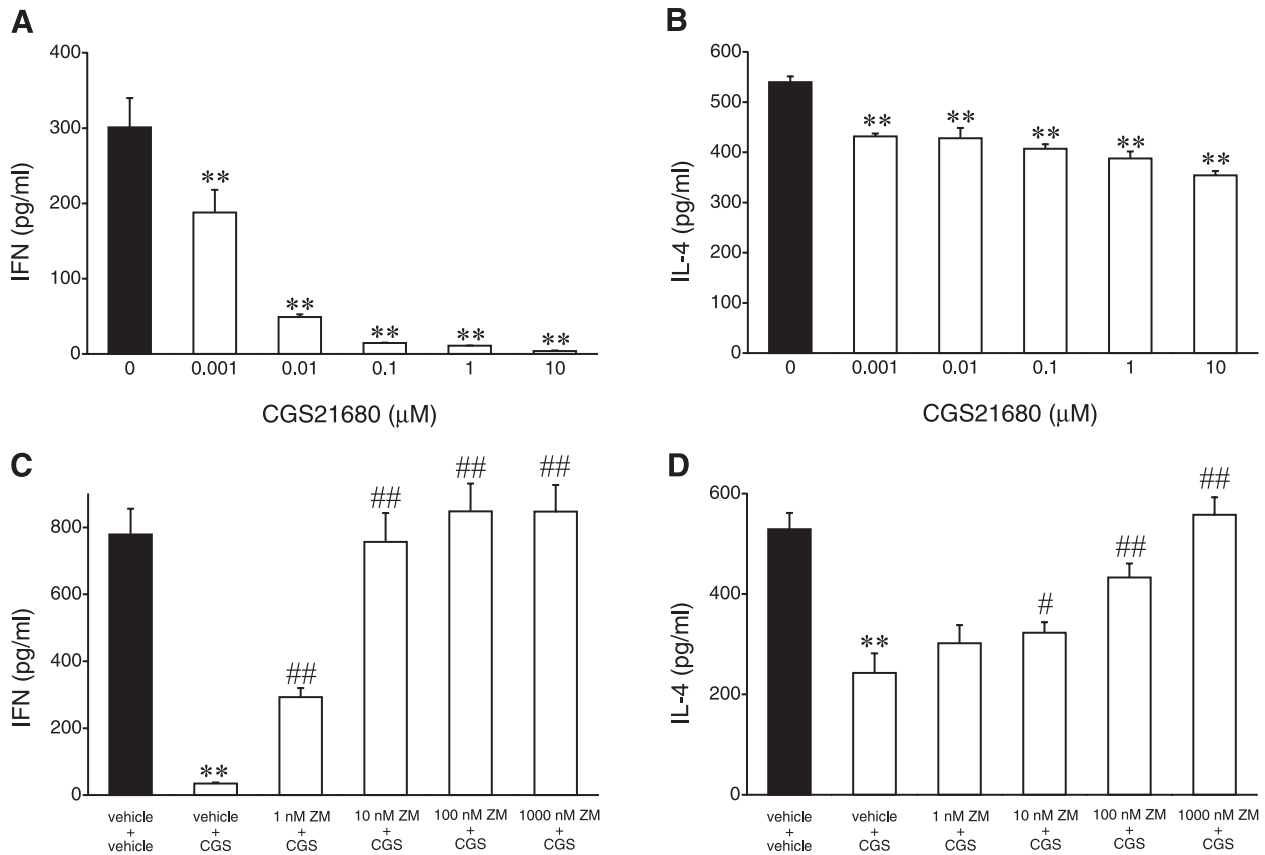 A
400
300
200
100
0
IFN (pg/ml)
**
**
**
**
**
0 0.001 0.01 0.1 1 10
CGS21680 (μM)
B
600
500
400
300
200
100
0
IL-4 (pg/ml)
**
**
**
**
**
0 0.001 0.01 0.1 1 10
CGS21680 (μM)
C
800
600
400
200
0
IFN (pg/ml)
**
##
##
##
##
vehicle vehicle 1 nM ZM 10 nM ZM 100 nM ZM 1000 nM ZM
+ + + + + +
vehicle CGS CGS CGS CGS CGS
D
600
400
200
0
IL-4 (pg/ml)
**
#
##
##
vehicle vehicle 1 nM ZM 10 nM ZM 100 nM ZM 1000 nM ZM
+ + + + + +
vehicle CGS CGS CGS CGS CGS